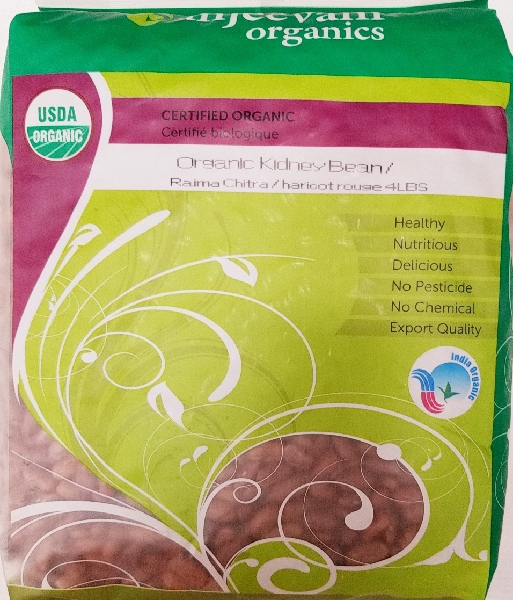 organics
USDA
ORGANIC
CERTIFIED ORGANIC
Certifié biologique
Organic Kidney Bean/
Rajma Chitra / haricot rouge 4LBS
Healthy
Nutritious
Delicious
No Pesticide
No Chemical
Export Quality
India Organic